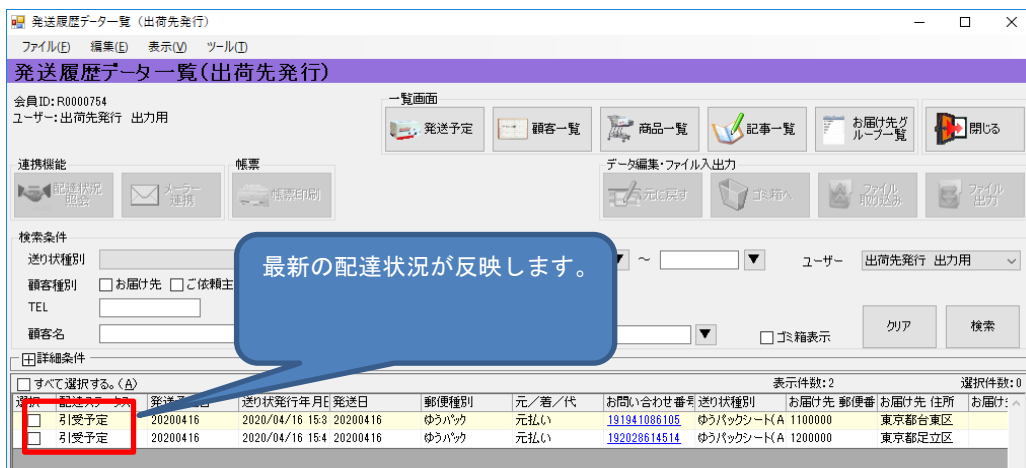 発送履歴データ一覧（出荷先発行）
ファイル(F) 編集(E) 表示(V) ツール(T)
発送履歴データ一覧(出荷先発行)
会員ID:R0000754
ユーザー:出荷先発行 出力用
一覧画面
発送予定 顧客一覧 商品一覧 記事一覧 お届け先グループ一覧 閉じる
連携機能 帳票 データ編集・ファイル入出力
配達状況照会 メーラー連携 帳票印刷 元に戻す ゴミ箱へ ファイル取り込み ファイル出力
検索条件
送り状種別 ～ ユーザー 出荷先発行 出力用
顧客種別 お届け先 ご依頼主
TEL
顧客名 ゴミ箱表示 クリア 検索
最新の配達状況が反映します。
詳細条件
すべて選択する。(A) 表示件数:2 選択件数:0
選択 配達ステータス 送り状発行年月日 発送日 郵便種別 元／着／代 お問い合わせ番号 送り状種別 お届け先 郵便番 お届け先 住所
引受予定 20200416 2020/04/16 15:3 20200416 ゆうパック 元払い 191941086105 ゆうパックシート(A 1100000 東京都台東区
引受予定 20200416 2020/04/16 15:4 20200416 ゆうパック 元払い 192028614514 ゆうパックシート(A 1200000 東京都足立区